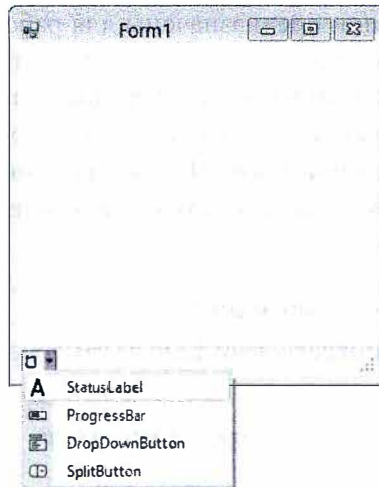 Form1
A StatusLabel
ProgressBar
DropDownButton
SplitButton